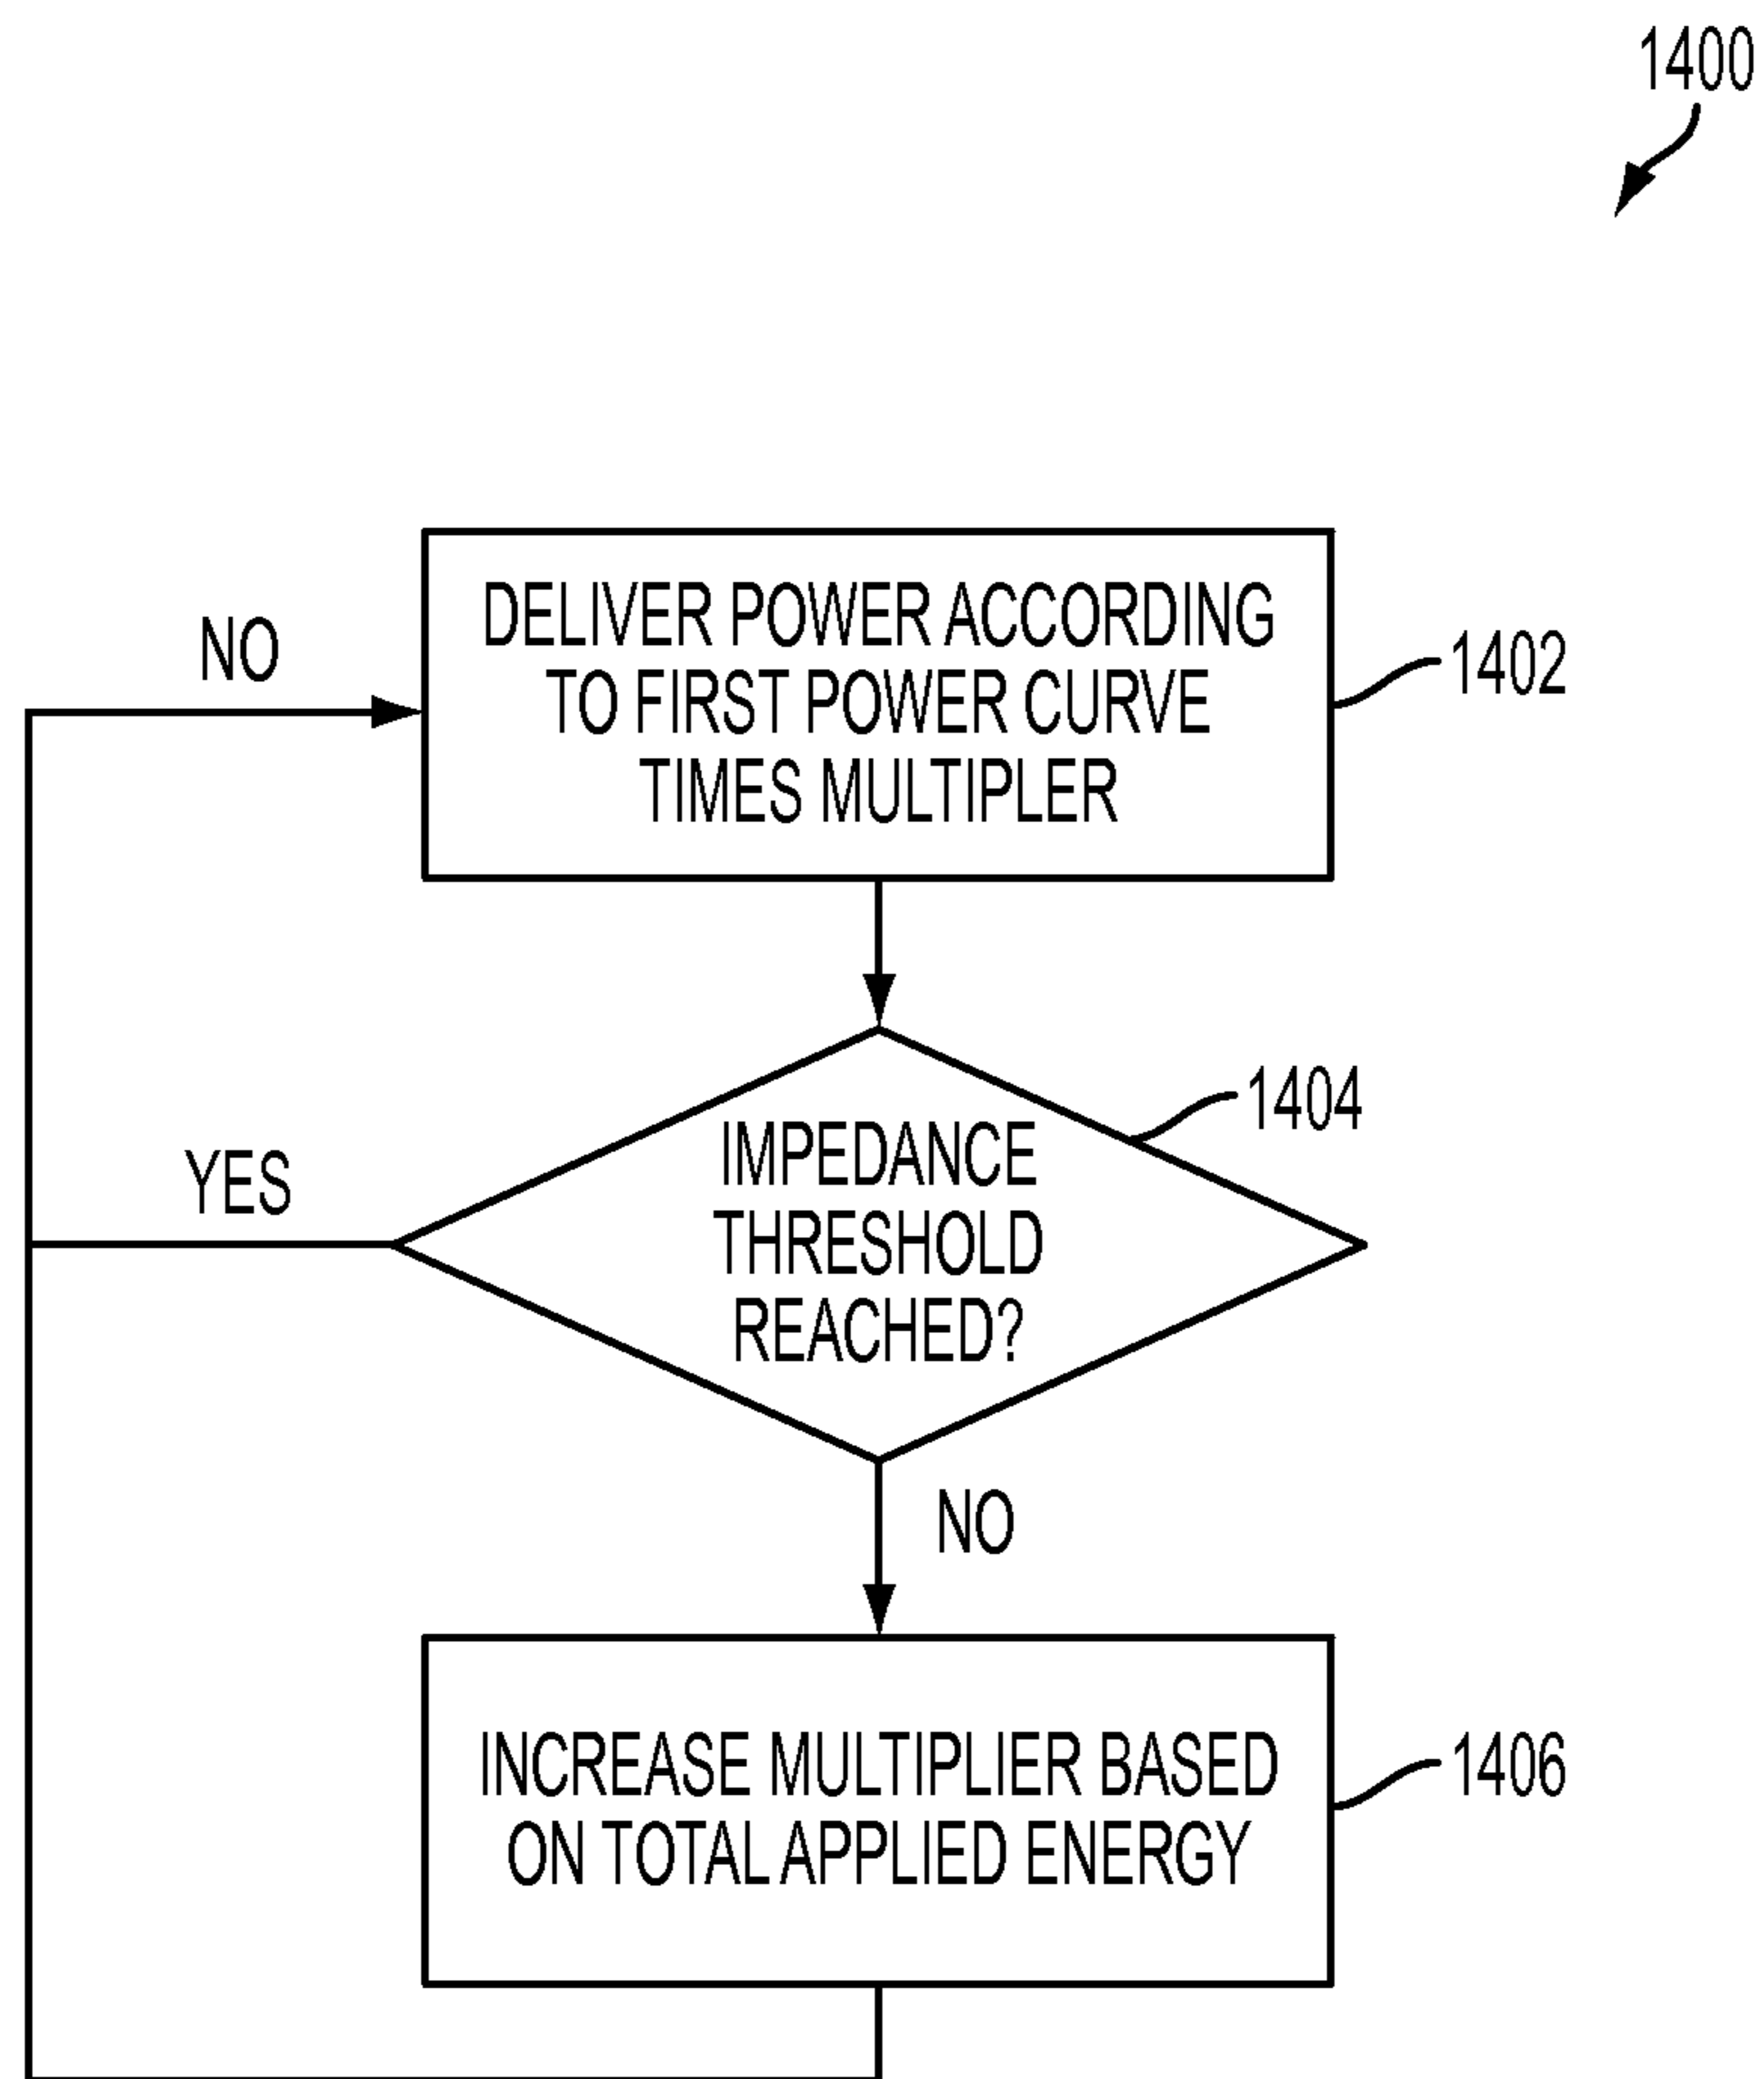 1400
NO
DELIVER POWER ACCORDING
TO FIRST POWER CURVE
TIMES MULTIPLER
1402
1404
YES
IMPEDANCE
THRESHOLD
REACHED?
NO
INCREASE MULTIPLIER BASED
ON TOTAL APPLIED ENERGY
1406